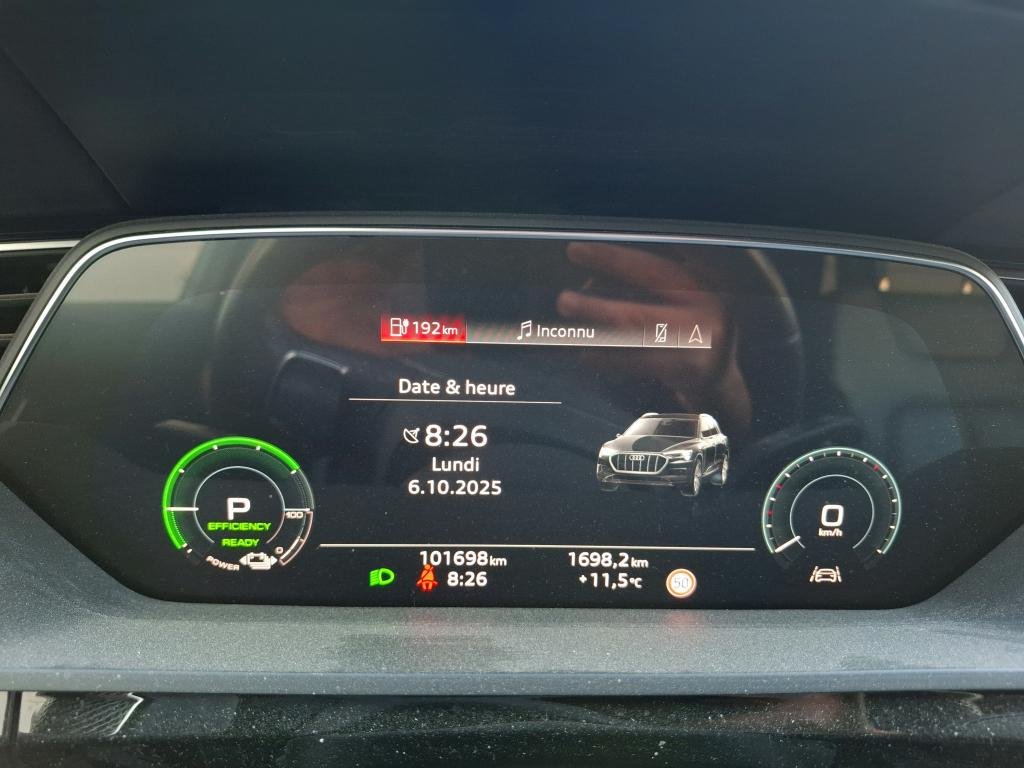 192 km Inconnu
Date & heure
8:26
Lundi
6.10.2025
P
EFFICIENCY
READY
POWER
100
0
0
km/h
101698 km 1698,2 km
8:26 +11,5°C 50